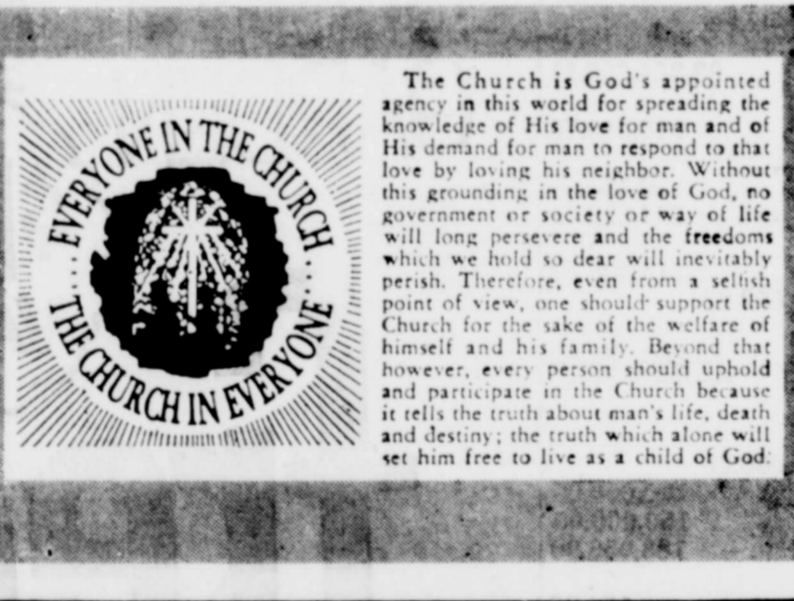 EVERYONE IN THE CHURCH ...
THE CHURCH IN EVERYONE ...
The Church is God's appointed
agency in this world for spreading the
knowledge of His love for man and of
His demand for man to respond to that
love by loving his neighbor. Without
this grounding in the love of God, no
government or society or way of life
will long persevere and the freedoms
which we hold so dear will inevitably
perish. Therefore, even from a selfish
point of view, one should support the
Church for the sake of the welfare of
himself and his family. Beyond that
however, every person should uphold
and participate in the Church because
it tells the truth about man's life, death
and destiny; the truth which alone will
set him free to live as a child of God.